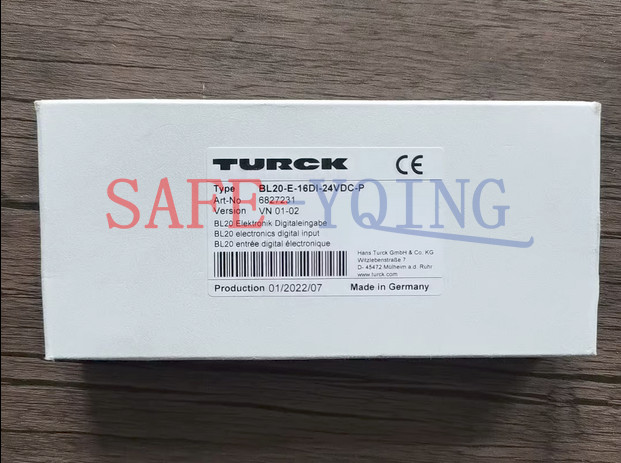 TURCK CE
Type BL20-E-16DI-24VDC-P
Art-No 6827231
Version VN 01-02
BL20 Elektronik Digitaleingabe
BL20 electronics digital input
BL20 entrée digital électronique
Hans Turck GmbH & Co. KG
Witzlebenstraße 7
D- 45472 Mülheim a.d. Ruhr
www.turck.com
Production 01/2022/07 Made in Germany
SAFE-YQING